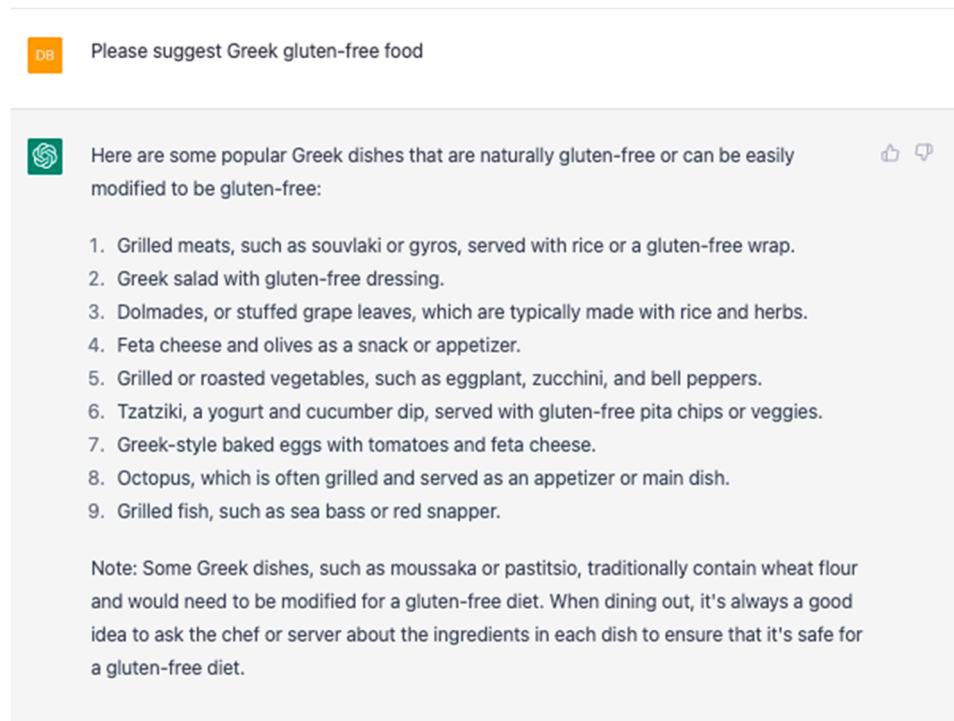 DB
Please suggest Greek gluten-free food
Here are some popular Greek dishes that are naturally gluten-free or can be easily
modified to be gluten-free:
1. Grilled meats, such as souvlaki or gyros, served with rice or a gluten-free wrap.
2. Greek salad with gluten-free dressing.
3. Dolmades, or stuffed grape leaves, which are typically made with rice and herbs.
4. Feta cheese and olives as a snack or appetizer.
5. Grilled or roasted vegetables, such as eggplant, zucchini, and bell peppers.
6. Tzatziki, a yogurt and cucumber dip, served with gluten-free pita chips or veggies.
7. Greek-style baked eggs with tomatoes and feta cheese.
8. Octopus, which is often grilled and served as an appetizer or main dish.
9. Grilled fish, such as sea bass or red snapper.
Note: Some Greek dishes, such as moussaka or pastitsio, traditionally contain wheat flour
and would need to be modified for a gluten-free diet. When dining out, it's always a good
idea to ask the chef or server about the ingredients in each dish to ensure that it's safe for
a gluten-free diet.